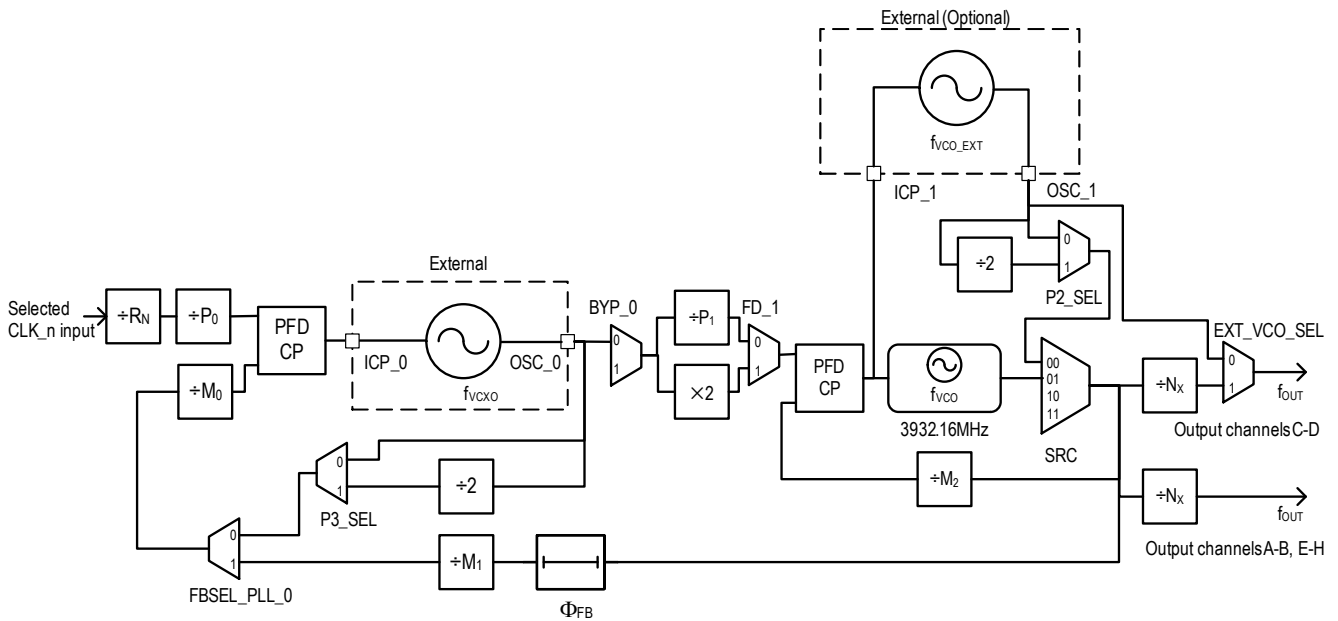 External (Optional)
fVCO_EXT
ICP_1
OSC_1
÷2
0
1
P2_SEL
External
BYP_0
FD_1
EXT_VCO_SEL
Selected
CLK_n input
÷RN
÷P0
PFD
CP
ICP_0
fVCXO
OSC_0
0
1
÷P1
×2
0
1
PFD
CP
fVCO
3932.16MHz
00
01
10
11
SRC
÷NX
0
1
fOUT
Output channels C-D
÷M0
÷M2
÷NX
fOUT
Output channels A-B, E-H
0
1
P3_SEL
÷2
0
1
FBSEL_PLL_0
÷M1
ΦFB